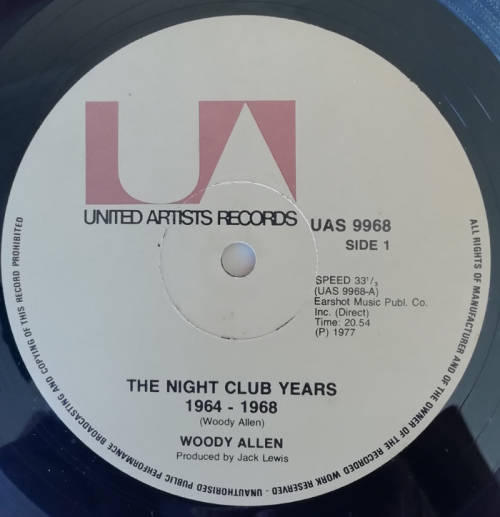 UA
UNITED ARTISTS RECORDS
UAS 9968
SIDE 1
SPEED 33⅓
(UAS 9968-A)
Earshot Music Publ. Co.
Inc. (Direct)
Time: 20.54
(P) 1977
THE NIGHT CLUB YEARS
1964 - 1968
(Woody Allen)
WOODY ALLEN
Produced by Jack Lewis
ALL RIGHTS OF MANUFACTURER AND OF THE OWNER OF THE RECORDED WORK RESERVED - UNAUTHORISED PUBLIC PERFORMANCE BROADCASTING AND COPYING OF THIS RECORD PROHIBITED